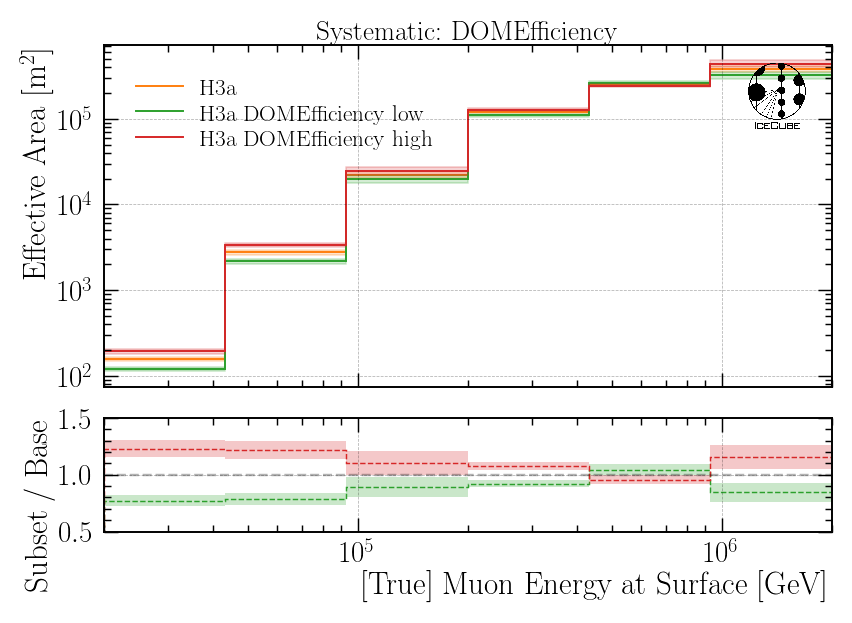 Systematic: DOMEfficiency
Effective Area [m²]
10⁵
10⁴
10³
10²
H3a
H3a DOMEfficiency low
H3a DOMEfficiency high
ICECUBE
Subset / Base
1.5
1.0
0.5
10⁵
10⁶
[True] Muon Energy at Surface [GeV]